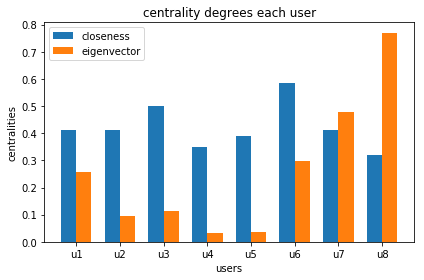 centrality degrees each user
closeness
eigenvector
0.8
0.7
0.6
0.5
0.4
0.3
0.2
0.1
0.0
centralities
u1 u2 u3 u4 u5 u6 u7 u8
users